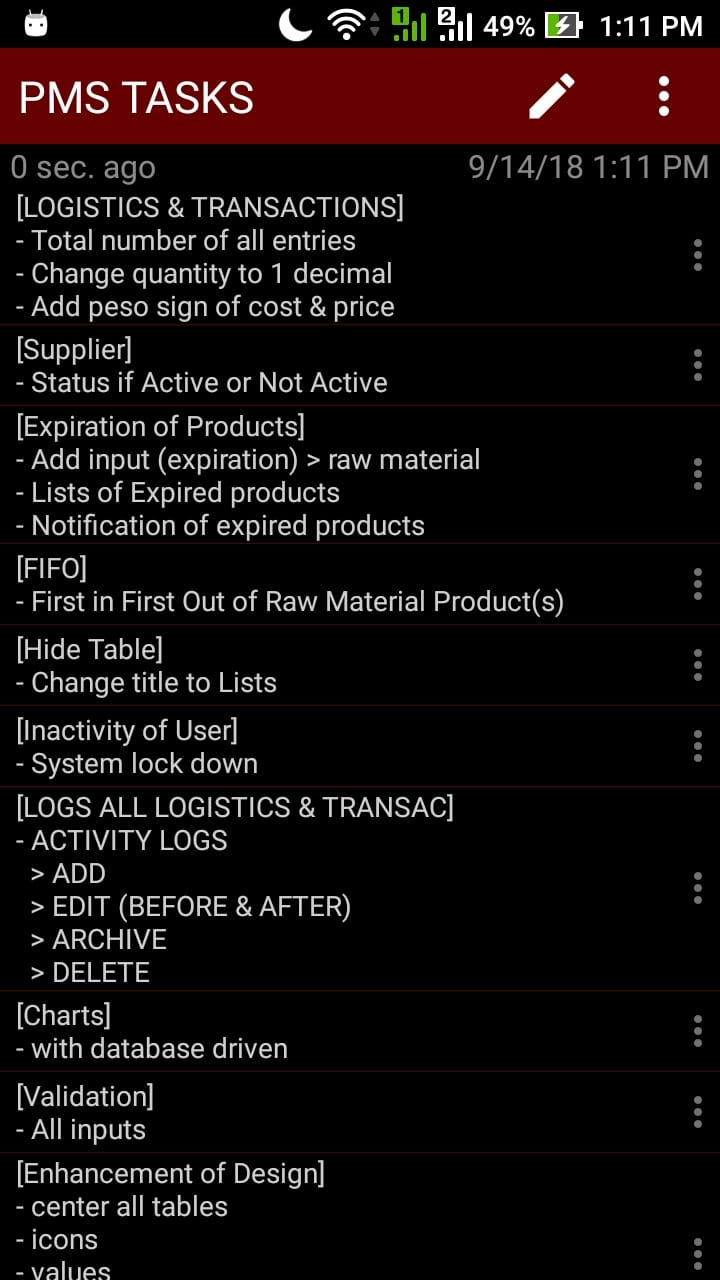 1 2 49% 1:11 PM
PMS TASKS
0 sec. ago 9/14/18 1:11 PM
[LOGISTICS & TRANSACTIONS]
- Total number of all entries
- Change quantity to 1 decimal
- Add peso sign of cost & price
[Supplier]
- Status if Active or Not Active
[Expiration of Products]
- Add input (expiration) > raw material
- Lists of Expired products
- Notification of expired products
[FIFO]
- First in First Out of Raw Material Product(s)
[Hide Table]
- Change title to Lists
[Inactivity of User]
- System lock down
[LOGS ALL LOGISTICS & TRANSAC]
- ACTIVITY LOGS
> ADD
> EDIT (BEFORE & AFTER)
> ARCHIVE
> DELETE
[Charts]
- with database driven
[Validation]
- All inputs
[Enhancement of Design]
- center all tables
- icons
- values